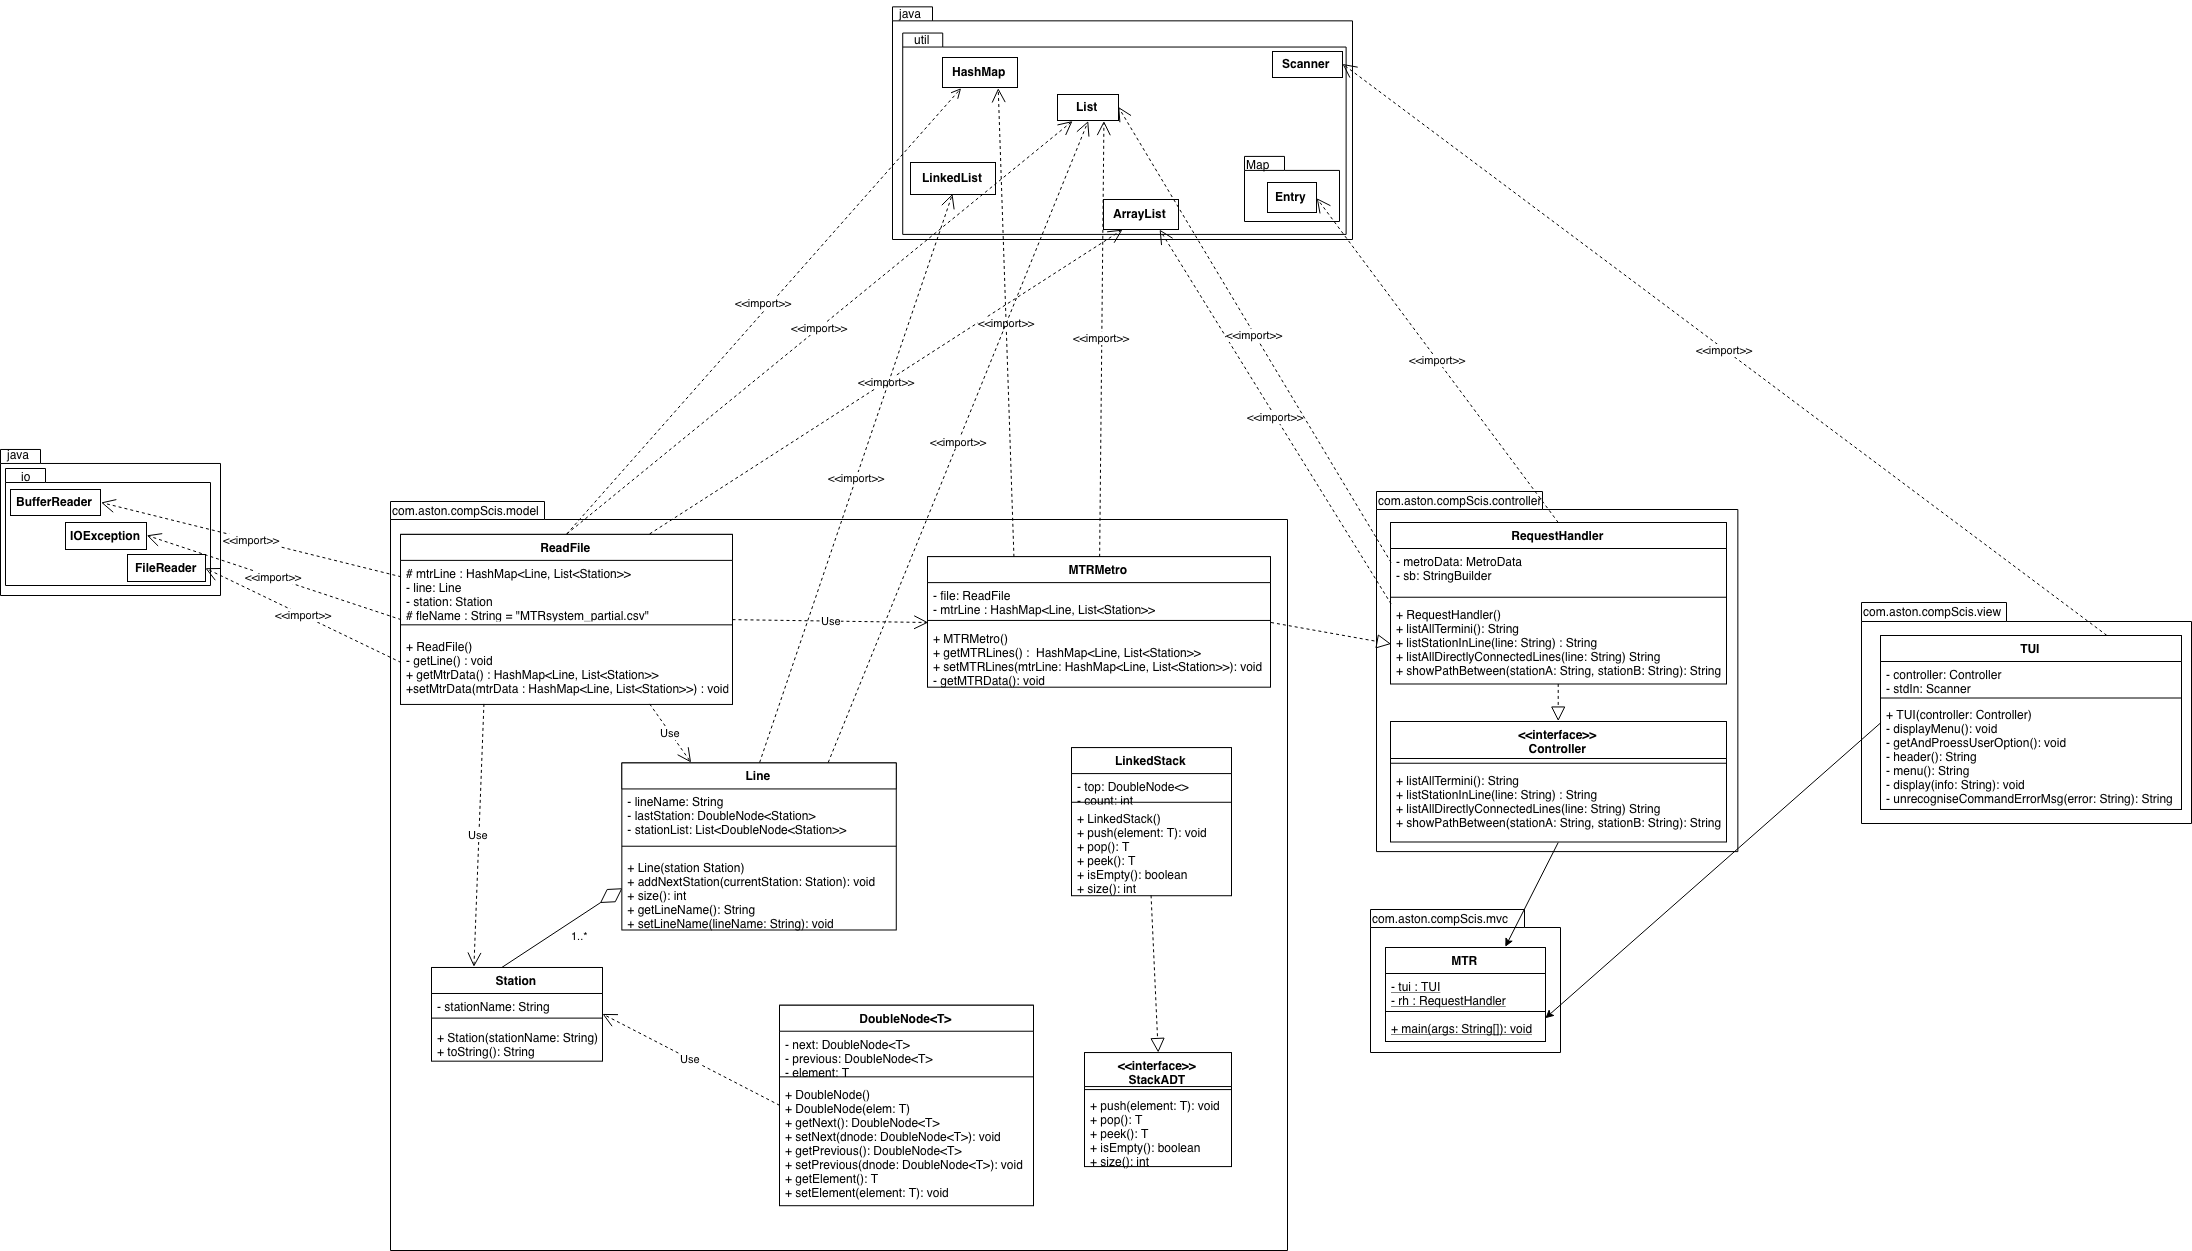 java
util
HashMap
Scanner
List
LinkedList
Map
Entry
ArrayList
<<import>>
<<import>>
<<import>>
<<import>>
<<import>>
<<import>>
<<import>>
<<import>>
<<import>>
<<import>>
<<import>>
<<import>>
java
io
BufferReader
IOException
FileReader
<<import>>
<<import>>
<<import>>
com.aston.compScis.model
ReadFile
# mtrLine : HashMap<Line, List<Station>>
- line: Line
- station: Station
# fleName : String = "MTRsystem_partial.csv"
+ ReadFile()
- getLine() : void
+ getMtrData() : HashMap<Line, List<Station>>
+setMtrData(mtrData : HashMap<Line, List<Station>>) : void
Use
MTRMetro
- file: ReadFile
- mtrLine : HashMap<Line, List<Station>>
+ MTRMetro()
+ getMTRLines() :  HashMap<Line, List<Station>>
+ setMTRLines(mtrLine: HashMap<Line, List<Station>>): void
- getMTRData(): void
Use
Use
Line
- lineName: String
- lastStation: DoubleNode<Station>
- stationList: List<DoubleNode<Station>>
+ Line(station Station)
+ addNextStation(currentStation: Station): void
+ size(): int
+ getLineName(): String
+ setLineName(lineName: String): void
1..*
LinkedStack
- top: DoubleNode<>
- count: int
+ LinkedStack()
+ push(element: T): void
+ pop(): T
+ peek(): T
+ isEmpty(): boolean
+ size(): int
Station
- stationName: String
+ Station(stationName: String)
+ toString(): String
Use
DoubleNode<T>
- next: DoubleNode<T>
- previous: DoubleNode<T>
- element: T
+ DoubleNode()
+ DoubleNode(elem: T)
+ getNext(): DoubleNode<T>
+ setNext(dnode: DoubleNode<T>): void
+ getPrevious(): DoubleNode<T>
+ setPrevious(dnode: DoubleNode<T>): void
+ getElement(): T
+ setElement(element: T): void
<<interface>>
StackADT
+ push(element: T): void
+ pop(): T
+ peek(): T
+ isEmpty(): boolean
+ size(): int
com.aston.compScis.controller
RequestHandler
- metroData: MetroData
- sb: StringBuilder
+ RequestHandler()
+ listAllTermini(): String
+ listStationInLine(line: String) : String
+ listAllDirectlyConnectedLines(line: String) String
+ showPathBetween(stationA: String, stationB: String): String
<<interface>>
Controller
+ listAllTermini(): String
+ listStationInLine(line: String) : String
+ listAllDirectlyConnectedLines(line: String) String
+ showPathBetween(stationA: String, stationB: String): String
com.aston.compScis.mvc
MTR
- tui : TUI
- rh : RequestHandler
+ main(args: String[]): void
com.aston.compScis.view
TUI
- controller: Controller
- stdIn: Scanner
+ TUI(controller: Controller)
- displayMenu(): void
- getAndProessUserOption(): void
- header(): String
- menu(): String
- display(info: String): void
- unrecogniseCommandErrorMsg(error: String): String